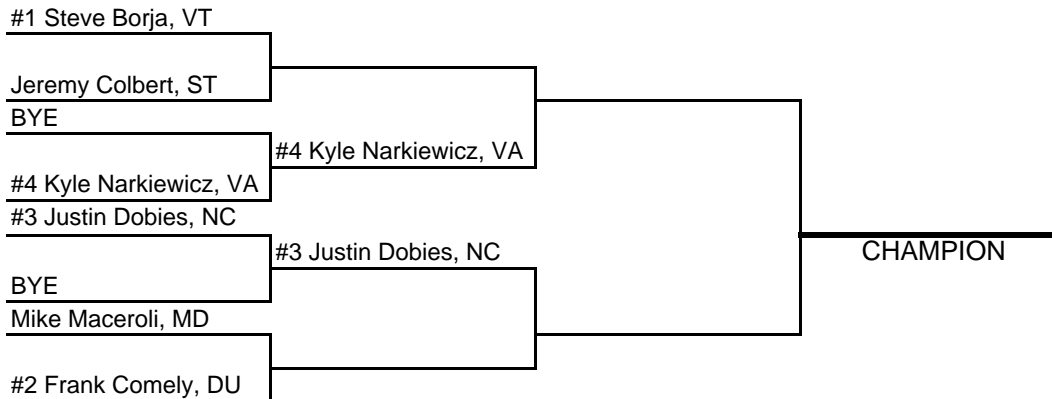 #1 Steve Borja, VT
Jeremy Colbert, ST
BYE
#4 Kyle Narkiewicz, VA
#4 Kyle Narkiewicz, VA
#3 Justin Dobies, NC
#3 Justin Dobies, NC
CHAMPION
BYE
Mike Maceroli, MD
#2 Frank Comely, DU